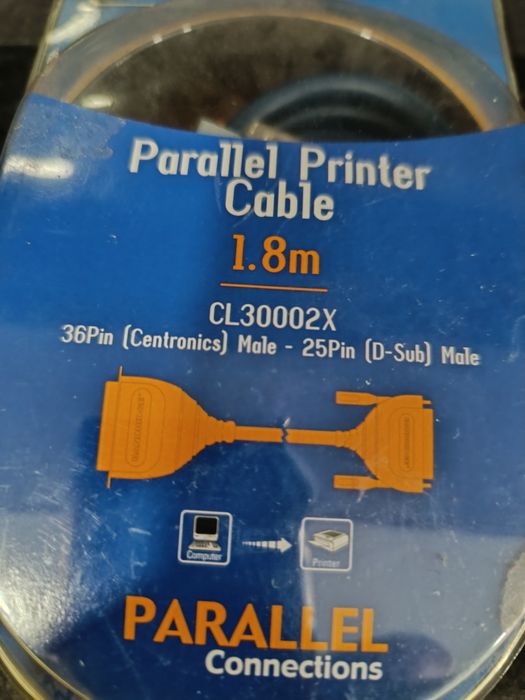 Parallel Printer
Cable
1.8m
CL30002X
36Pin (Centronics) Male - 25Pin (D-Sub) Male
Computer
Printer
PARALLEL
Connections